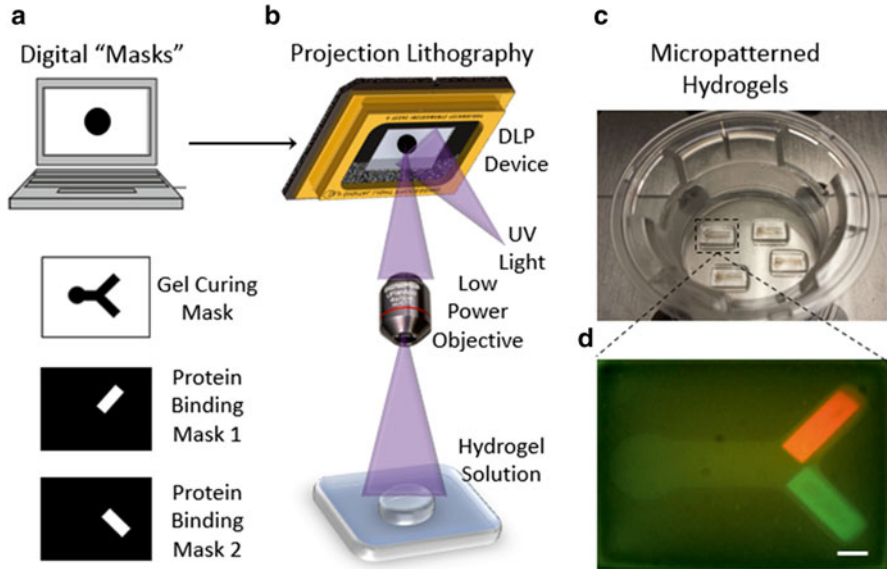 a
Digital “Masks”
Gel Curing
Mask
Protein
Binding
Mask 1
Protein
Binding
Mask 2
b
Projection Lithography
DLP
Device
UV
Light
Low
Power
Objective
Hydrogel
Solution
c
Micropatterned
Hydrogels
d